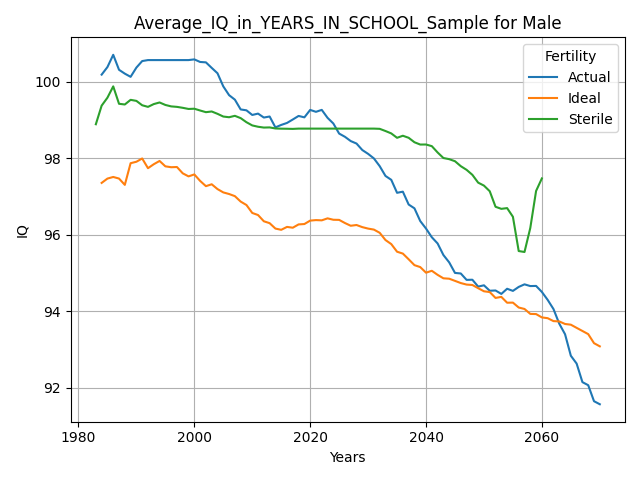 Average_IQ_in_YEARS_IN_SCHOOL_Sample for Male
Fertility
Actual
Ideal
Sterile
IQ
100
98
96
94
92
1980
2000
2020
2040
2060
Years